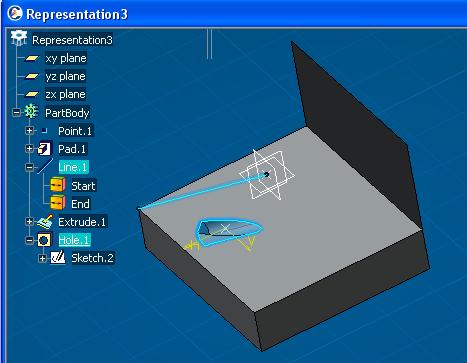 Representation3
Representation3
xy plane
yz plane
zx plane
PartBody
Point.1
Pad.1
Line.1
Start
End
Extrude.1
Hole.1
Sketch.2
H
V